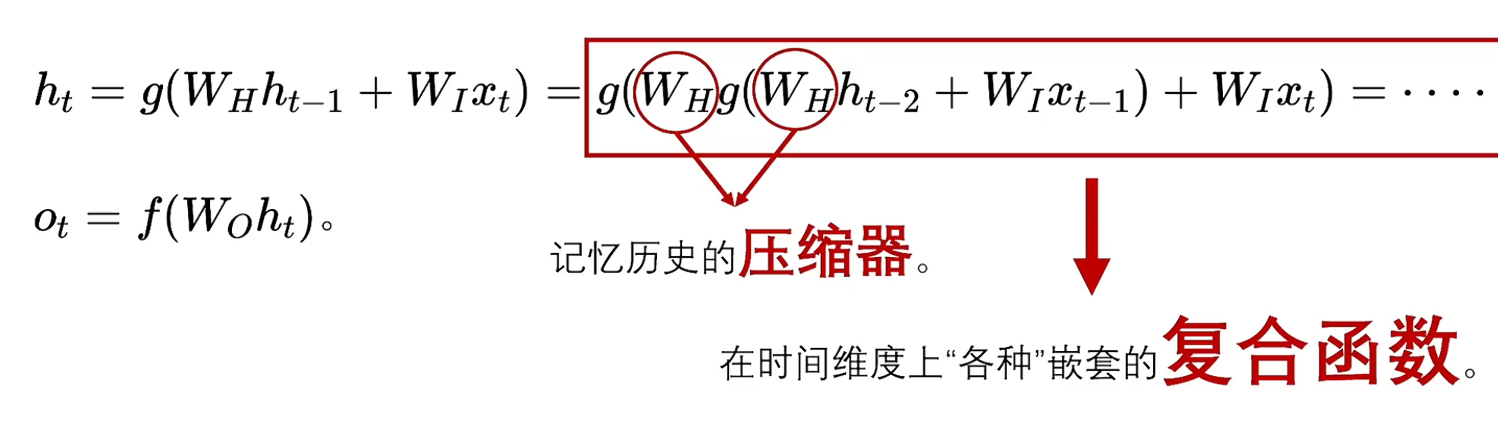 h_t = g(W_H h_{t-1} + W_I x_t) = g(W_H g(W_H h_{t-2} + W_I x_{t-1}) + W_I x_t) = ····
o_t = f(W_O h_t)。
记忆历史的压缩器。
在时间维度上“各种”嵌套的复合函数。